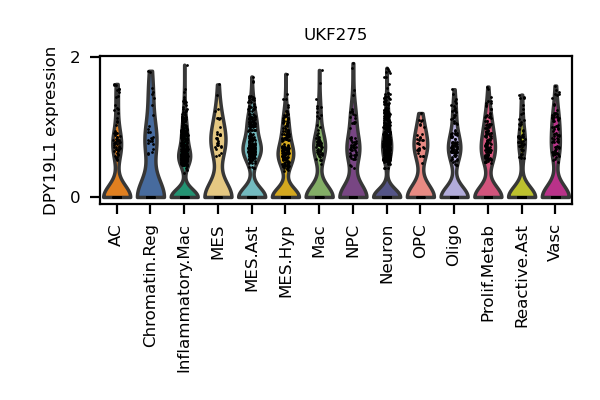 UKF275
DPY19L1 expression
2
0
AC
Chromatin.Reg
Inflammatory.Mac
MES
MES.Ast
MES.Hyp
Mac
NPC
Neuron
OPC
Oligo
Prolif.Metab
Reactive.Ast
Vasc